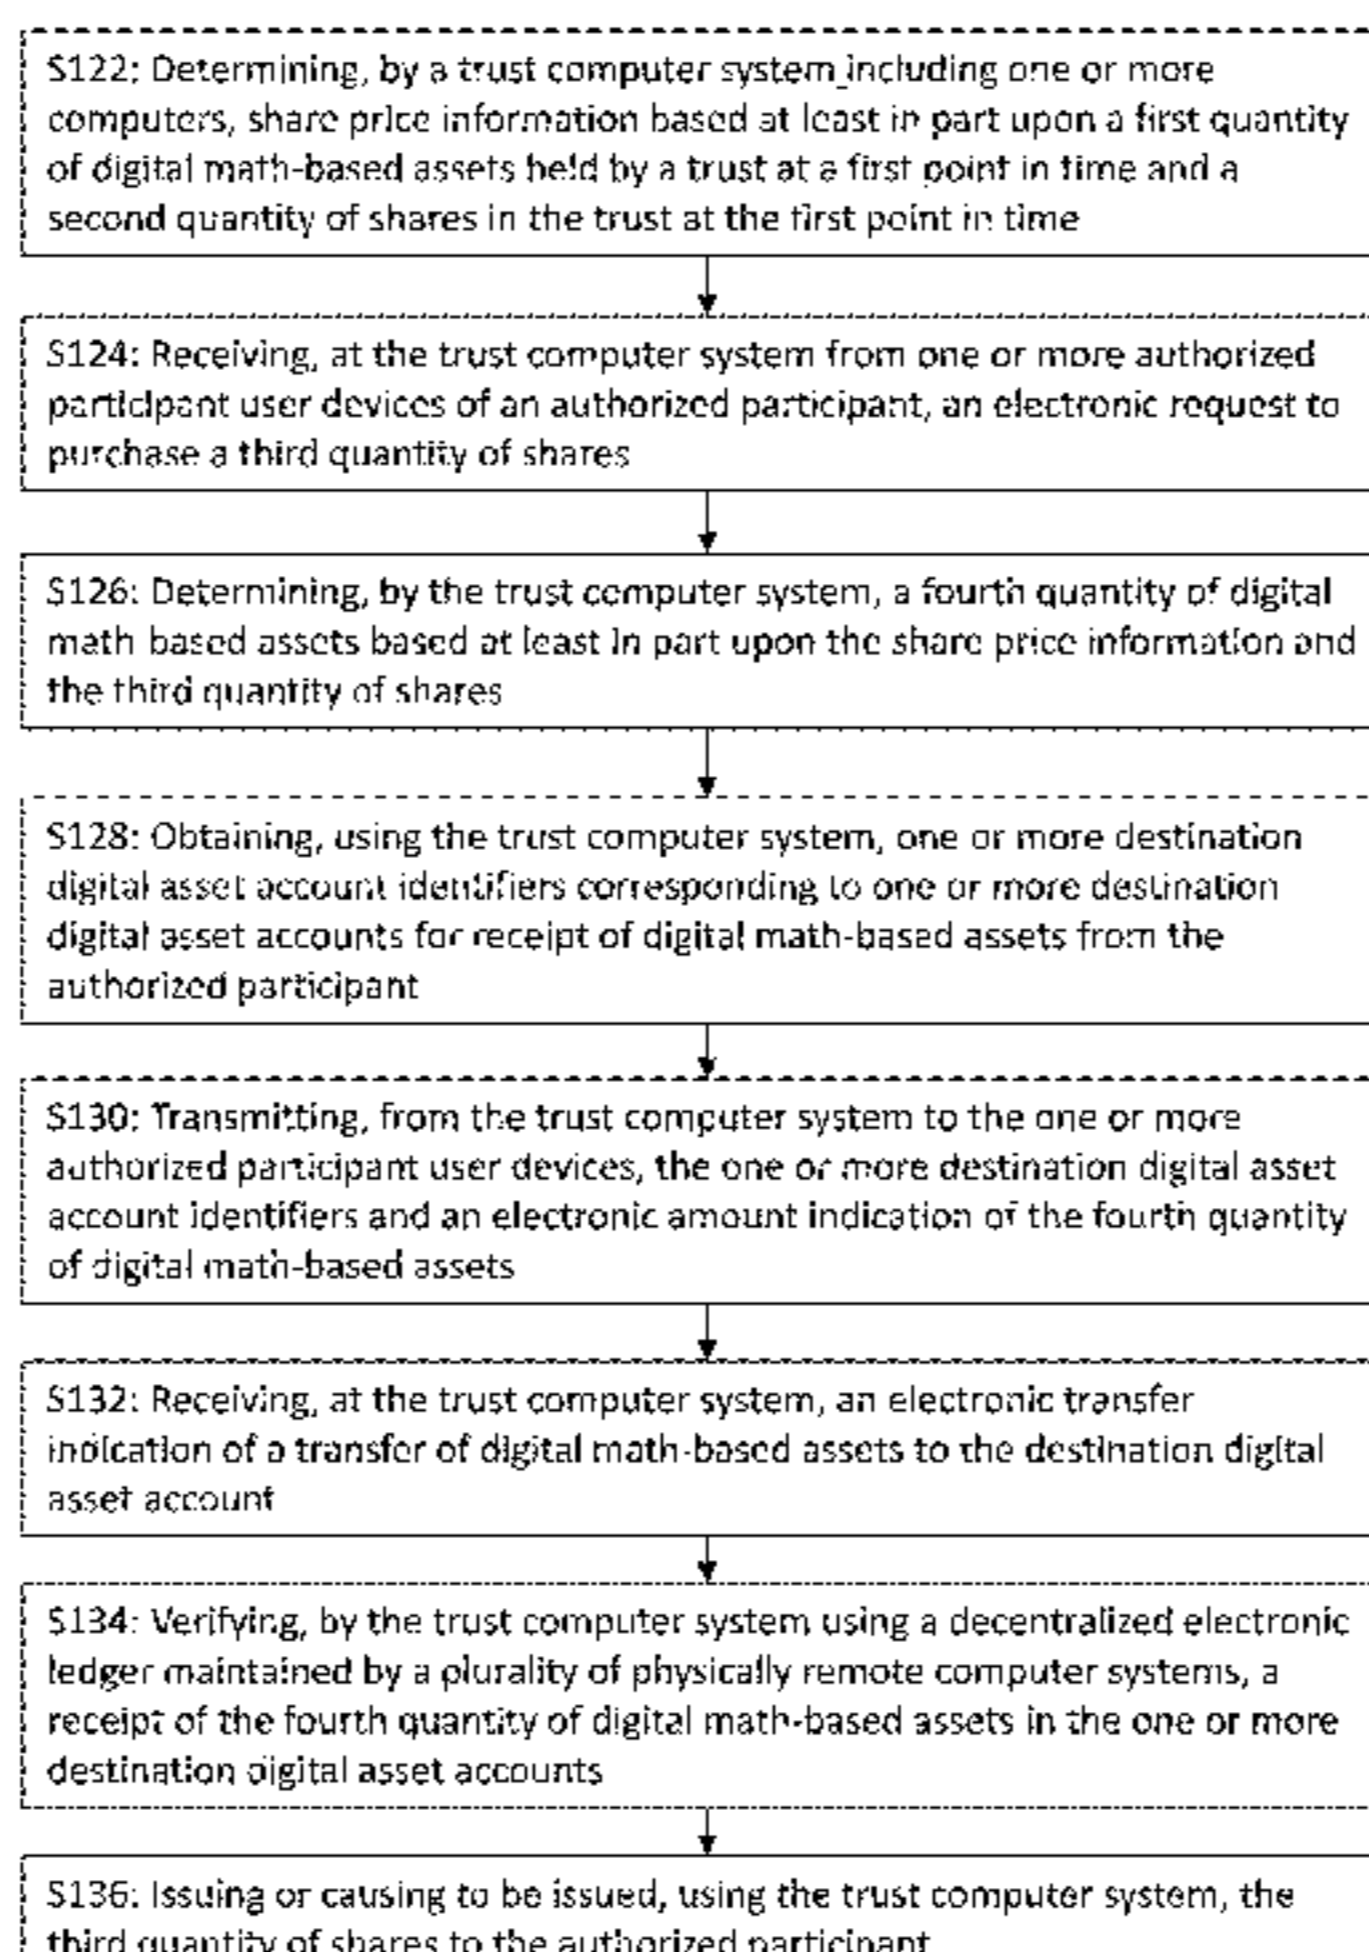 S122: Determining, by a trust computer system including one or more
computers, share price information based at least in part upon a first quantity
of digital math-based assets held by a trust at a first point in time and a
second quantity of shares in the trust at the first point in time
S124: Receiving, at the trust computer system from one or more authorized
participant user devices of an authorized participant, an electronic request to
purchase a third quantity of shares
S126: Determining, by the trust computer system, a fourth quantity of digital
math based assets based at least in part upon the share price information and
the third quantity of shares
S128: Obtaining, using the trust computer system, one or more destination
digital asset account identifiers corresponding to one or more destination
digital asset accounts for receipt of digital math-based assets from the
authorized participant
S130: Transmitting, from the trust computer system to the one or more
authorized participant user devices, the one or more destination digital asset
account identifiers and an electronic amount indication of the fourth quantity
of digital math-based assets
S132: Receiving, at the trust computer system, an electronic transfer
indication of a transfer of digital math-based assets to the destination digital
asset account
S134: Verifying, by the trust computer system using a decentralized electronic
ledger maintained by a plurality of physically remote computer systems, a
receipt of the fourth quantity of digital math-based assets in the one or more
destination digital asset accounts
S136: Issuing or causing to be issued, using the trust computer system, the
third quantity of shares to the authorized participant